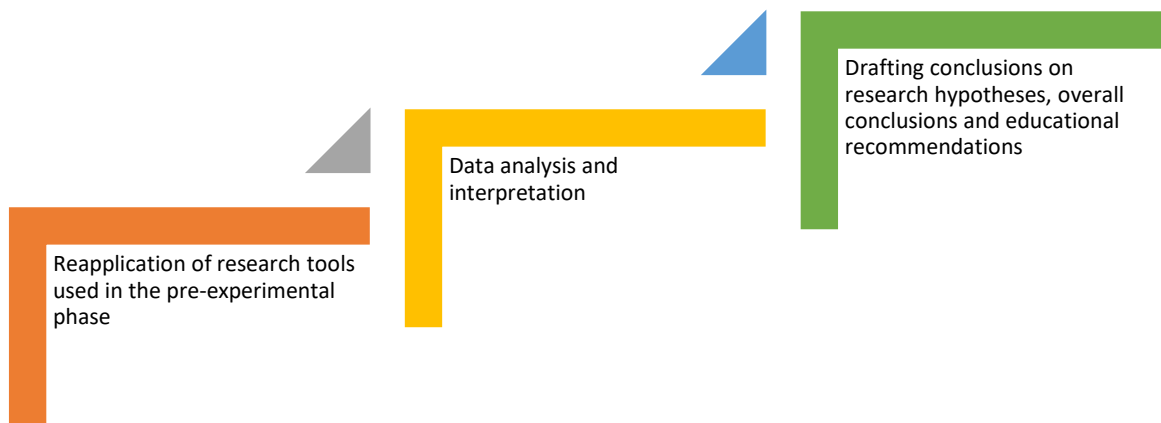 Reapplication of research tools
used in the pre-experimental
phase
Data analysis and
interpretation
Drafting conclusions on
research hypotheses, overall
conclusions and educational
recommendations